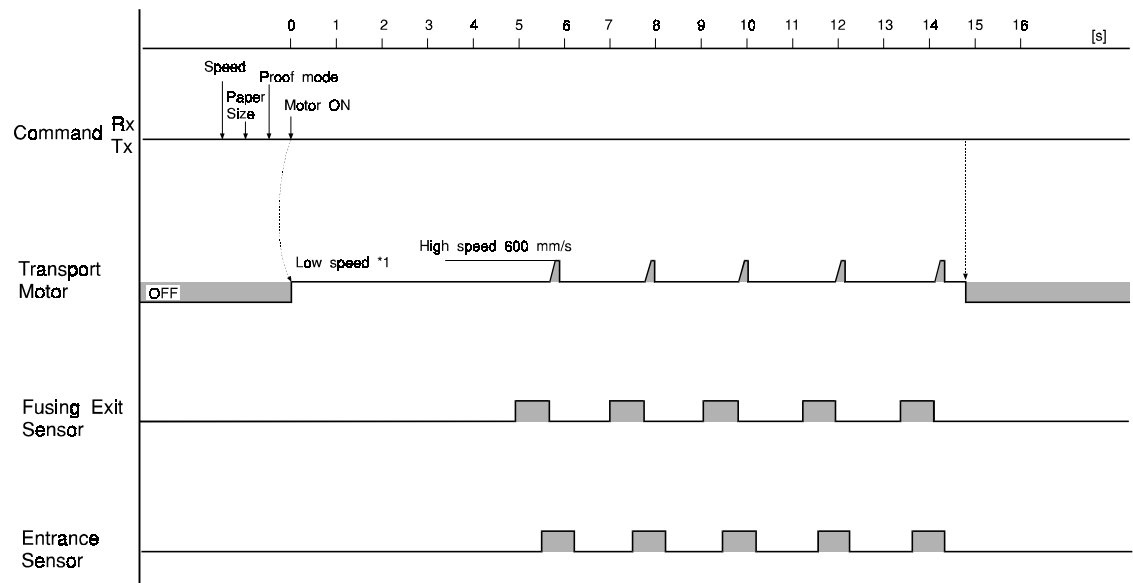 0 1 2 3 4 5 6 7 8 9 10 11 12 13 14 15 16
[s]
Speed
Proof mode
Paper
Size
Motor ON
Command Rx
Tx
High speed 600 mm/s
Low speed *1
Transport
Motor
OFF
Fusing Exit
Sensor
Entrance
Sensor